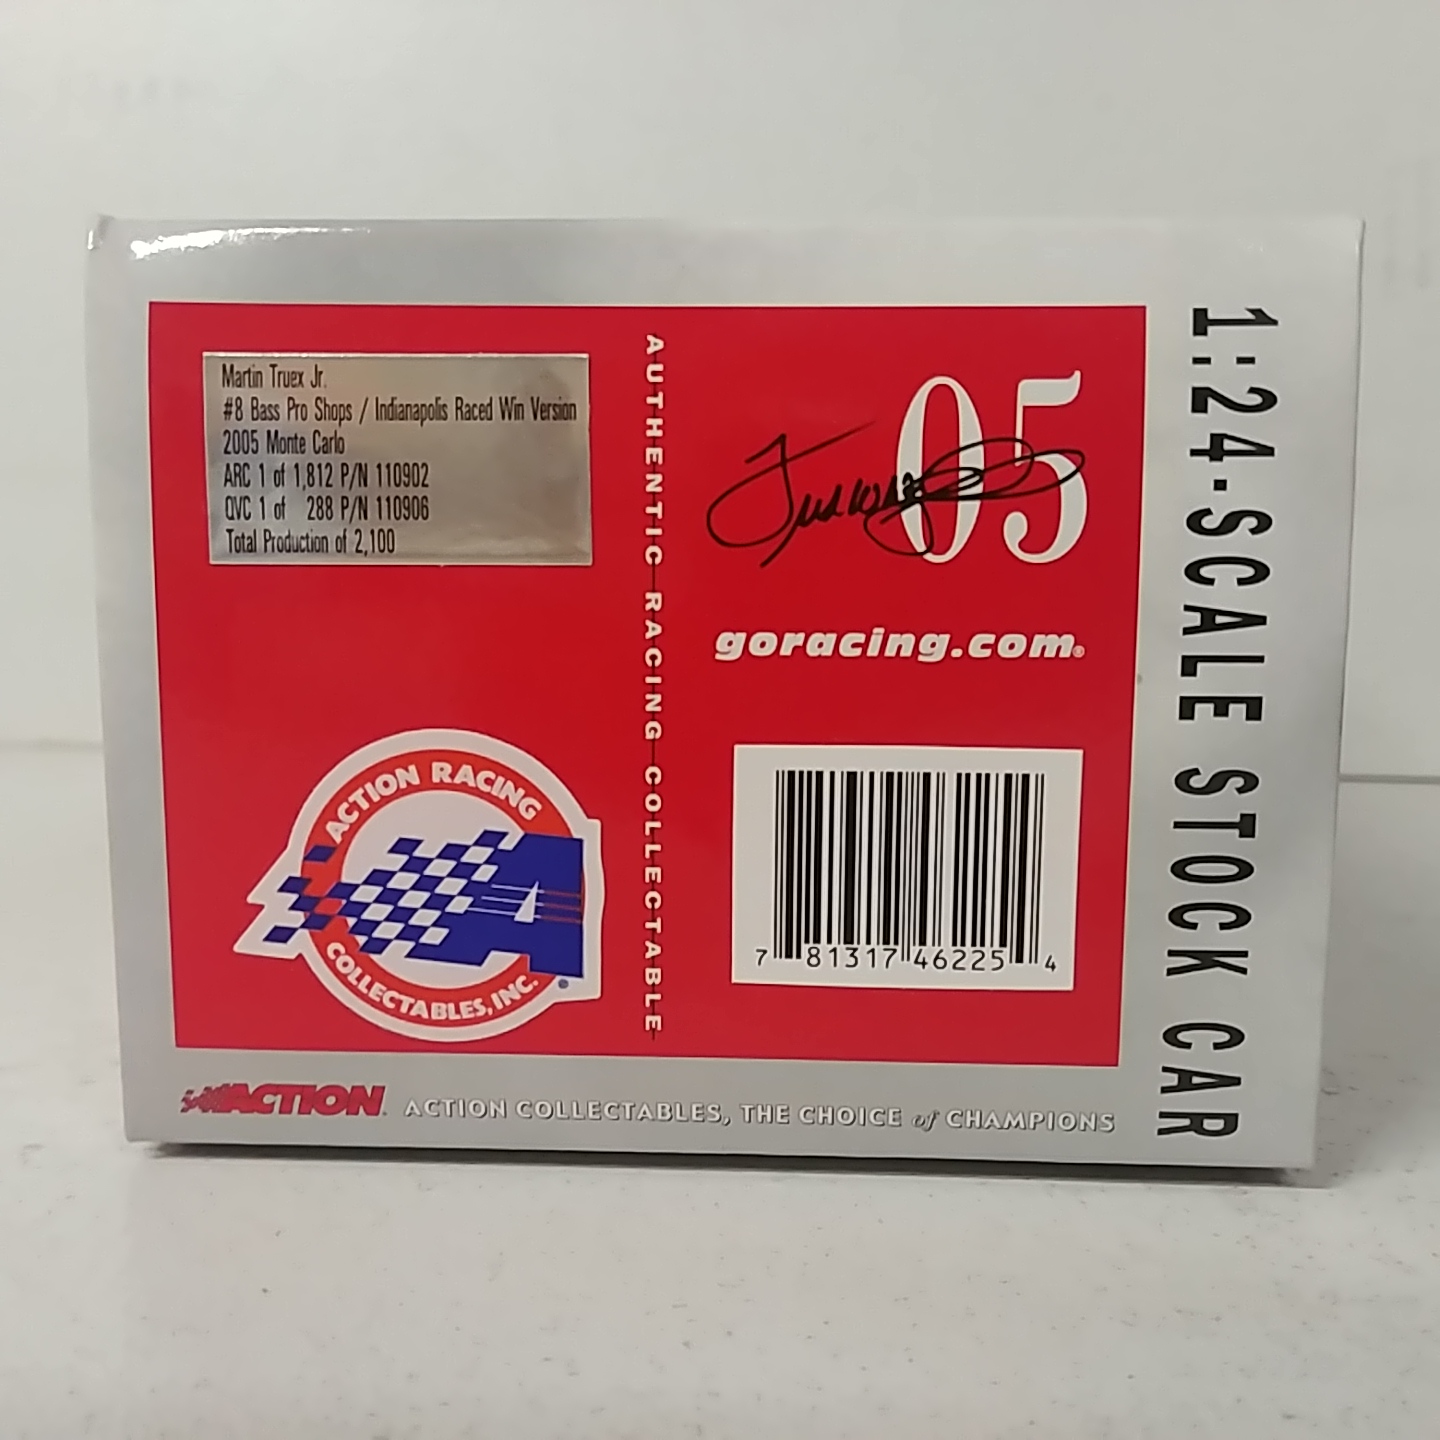 Martin Truex Jr.
#8 Bass Pro Shops / Indianapolis Raced Win Version
2005 Monte Carlo
ARC 1 of 1,812 P/N 110902
QVC 1 of 288 P/N 110906
Total Production of 2,100
AUTHENTIC RACING COLLECTABLE
05
goracing.com®
ACTION RACING
COLLECTABLES, INC.
7 81317 46225 4
ACTION
ACTION COLLECTABLES, THE CHOICE of CHAMPIONS
1:24-SCALE STOCK CAR